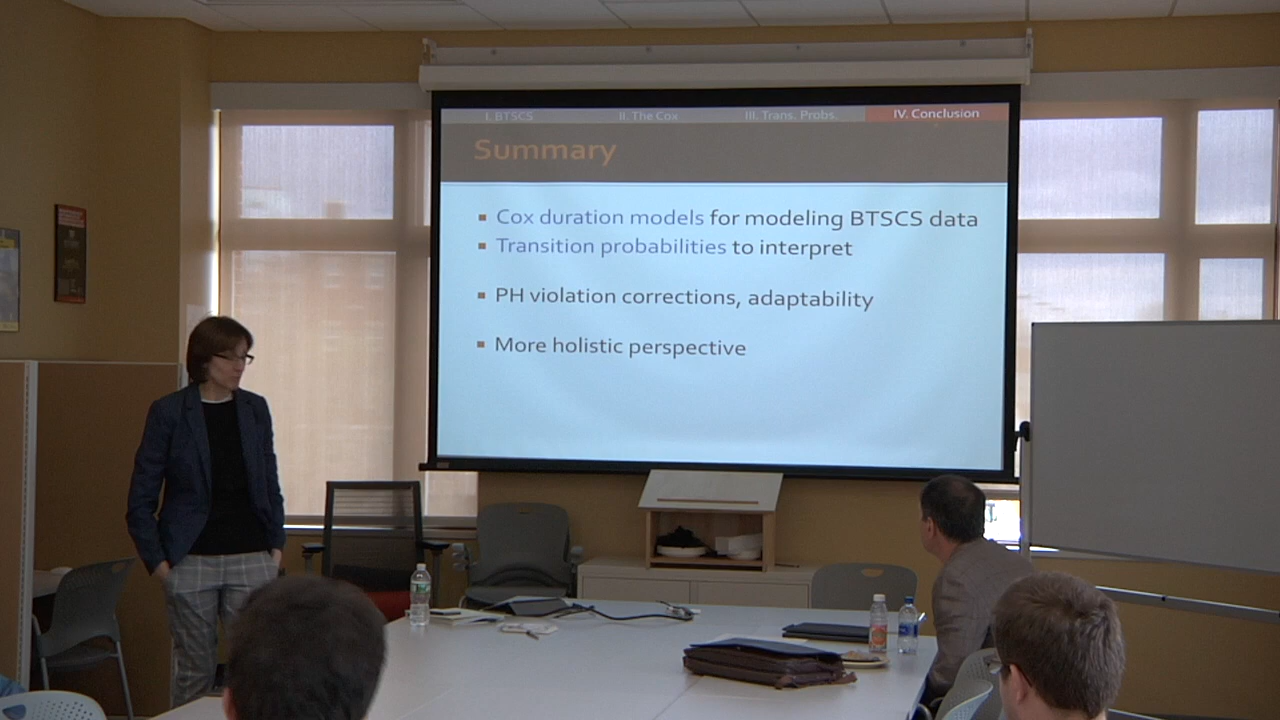 I. BTSCS
II. The Cox
III. Trans. Probs.
IV. Conclusion
Summary
Cox duration models for modeling BTSCS data
Transition probabilities to interpret
PH violation corrections, adaptability
More holistic perspective